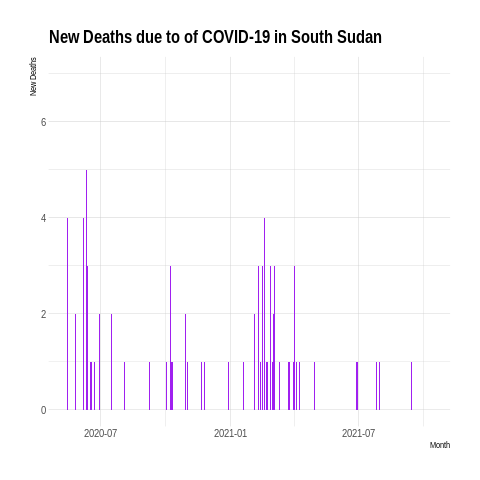 New Deaths due to of COVID-19 in South Sudan
New Deaths
6
4
2
0
2020-07 2021-01 2021-07
Month